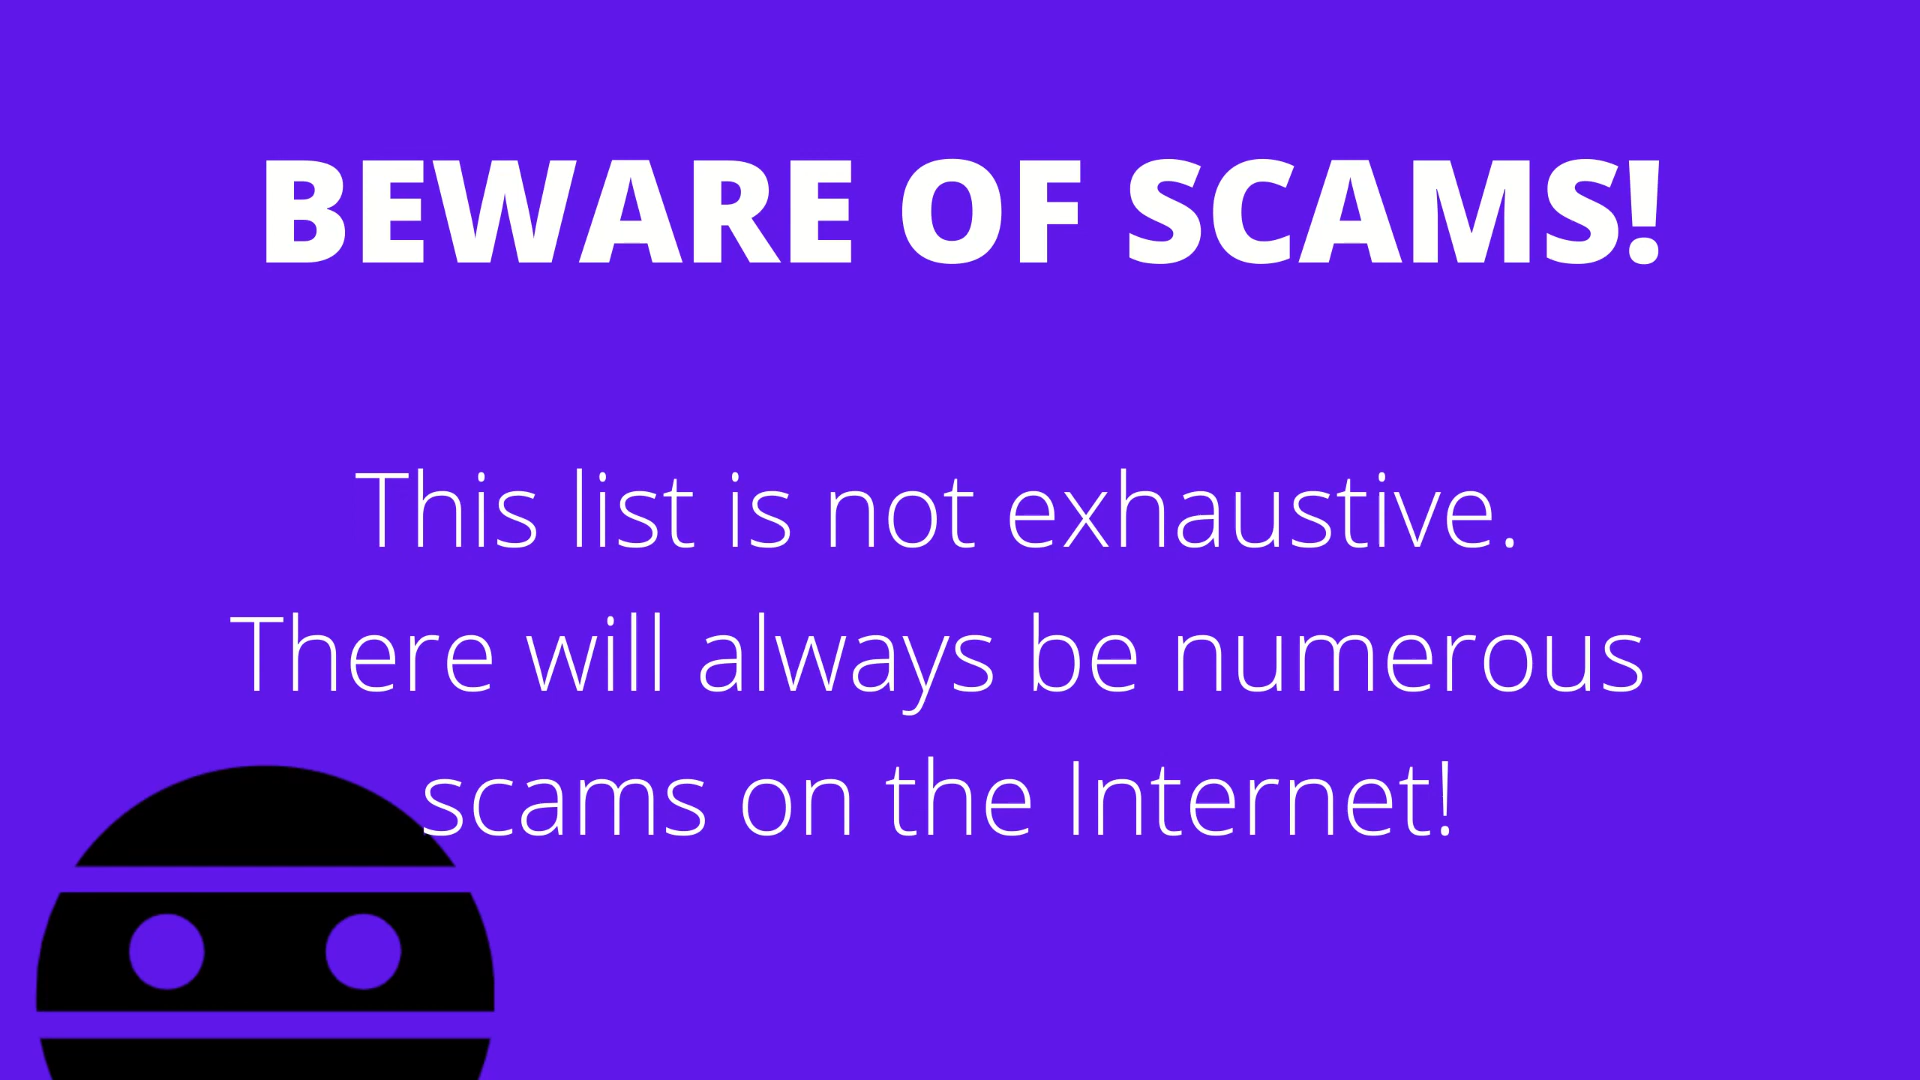 BEWARE OF SCAMS!
This list is not exhaustive.
There will always be numerous
scams on the Internet!